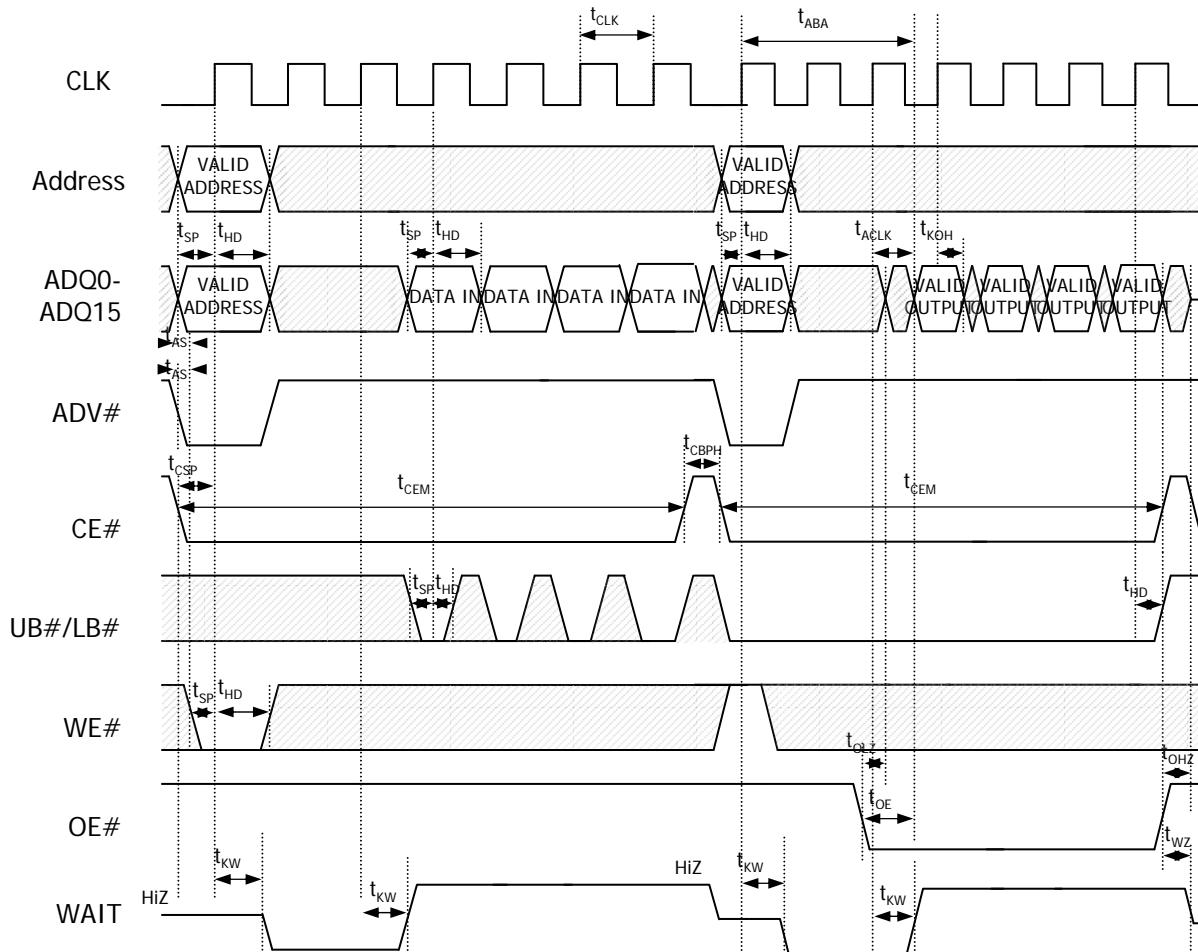 tCLK
tABA
CLK
Address
VALID ADDRESS
VALID ADDRESS
tSP
tHD
tSP
tHD
tSP
tHD
tACLK
tKOH
ADQ0-
ADQ15
VALID ADDRESS
DATA IN
DATA IN
DATA IN
DATA IN
VALID ADDRESS
VALID OUTPUT
VALID OUTPUT
VALID OUTPUT
VALID OUTPUT
tAS
tAS
ADV#
tCBPH
tCSP
tCEM
tCEM
CE#
tSP
tHD
tHD
UB#/LB#
tSP
tHD
WE#
tOLZ
tOHZ
tOE
OE#
tWZ
tKW
HiZ
tKW
HiZ
tKW
tKW
WAIT